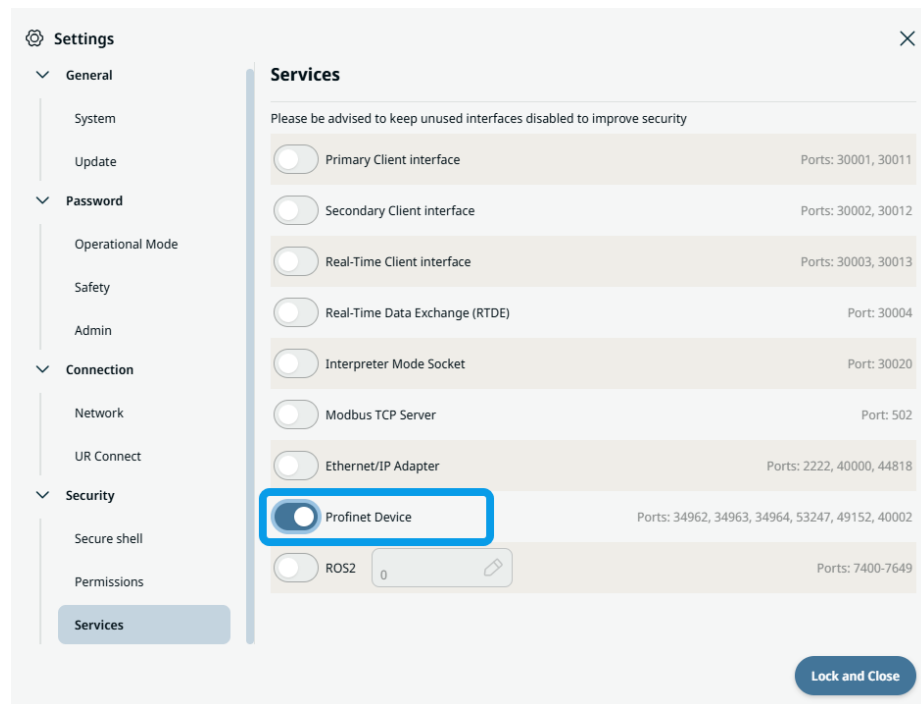 Settings
General
System
Update
Password
Operational Mode
Safety
Admin
Connection
Network
UR Connect
Security
Secure shell
Permissions
Services
Services
Please be advised to keep unused interfaces disabled to improve security
Primary Client interface Ports: 30001, 30011
Secondary Client interface Ports: 30002, 30012
Real-Time Client interface Ports: 30003, 30013
Real-Time Data Exchange (RTDE) Port: 30004
Interpreter Mode Socket Port: 30020
Modbus TCP Server Port: 502
Ethernet/IP Adapter Ports: 2222, 40000, 44818
Profinet Device Ports: 34962, 34963, 34964, 53247, 49152, 40002
ROS2 0 Ports: 7400-7649
Lock and Close